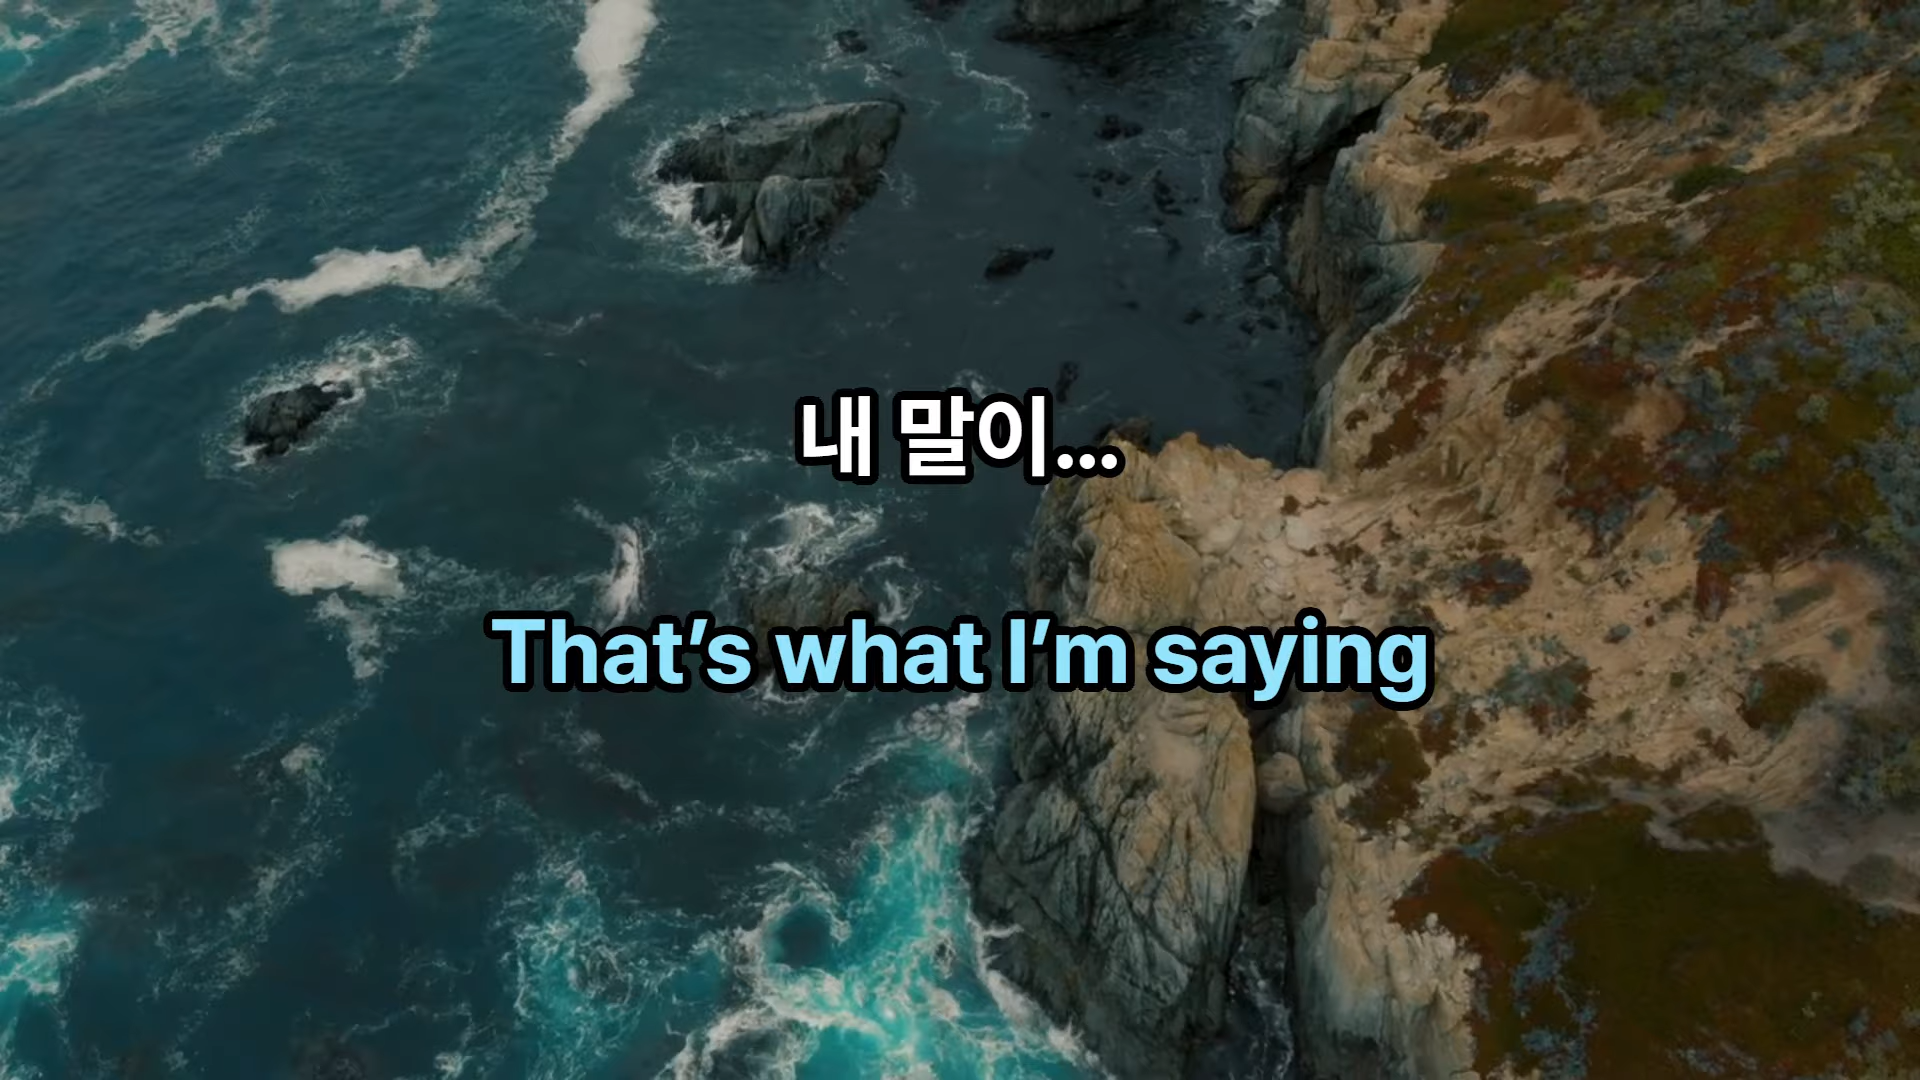 내 말이...
That’s what I’m saying